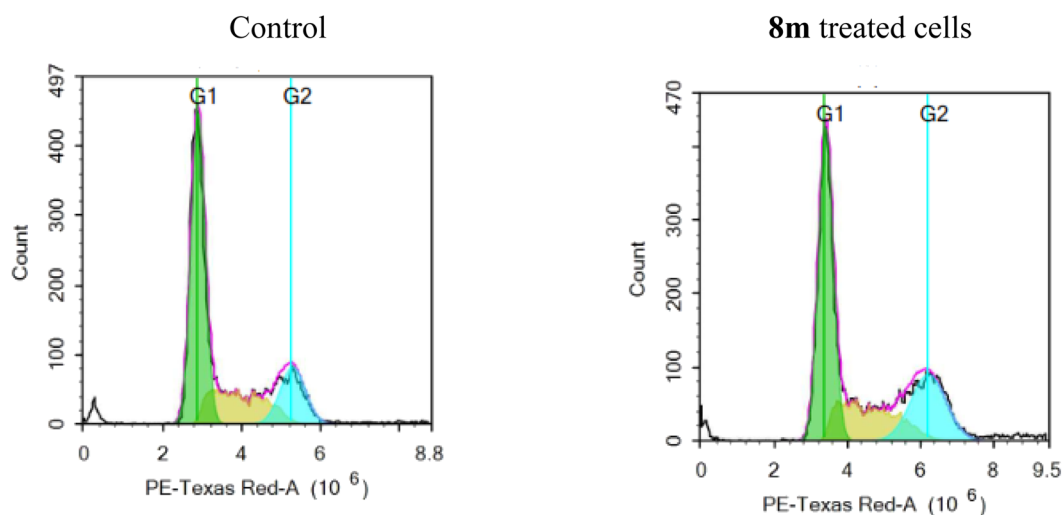 Control
497
G1 G2
400
300
200
100
0
Count
0 2 4 6 8.8
PE-Texas Red-A (10 6)
8m treated cells
470
G1 G2
300
200
100
0
Count
0 2 4 6 8 9.5
PE-Texas Red-A (10 6)